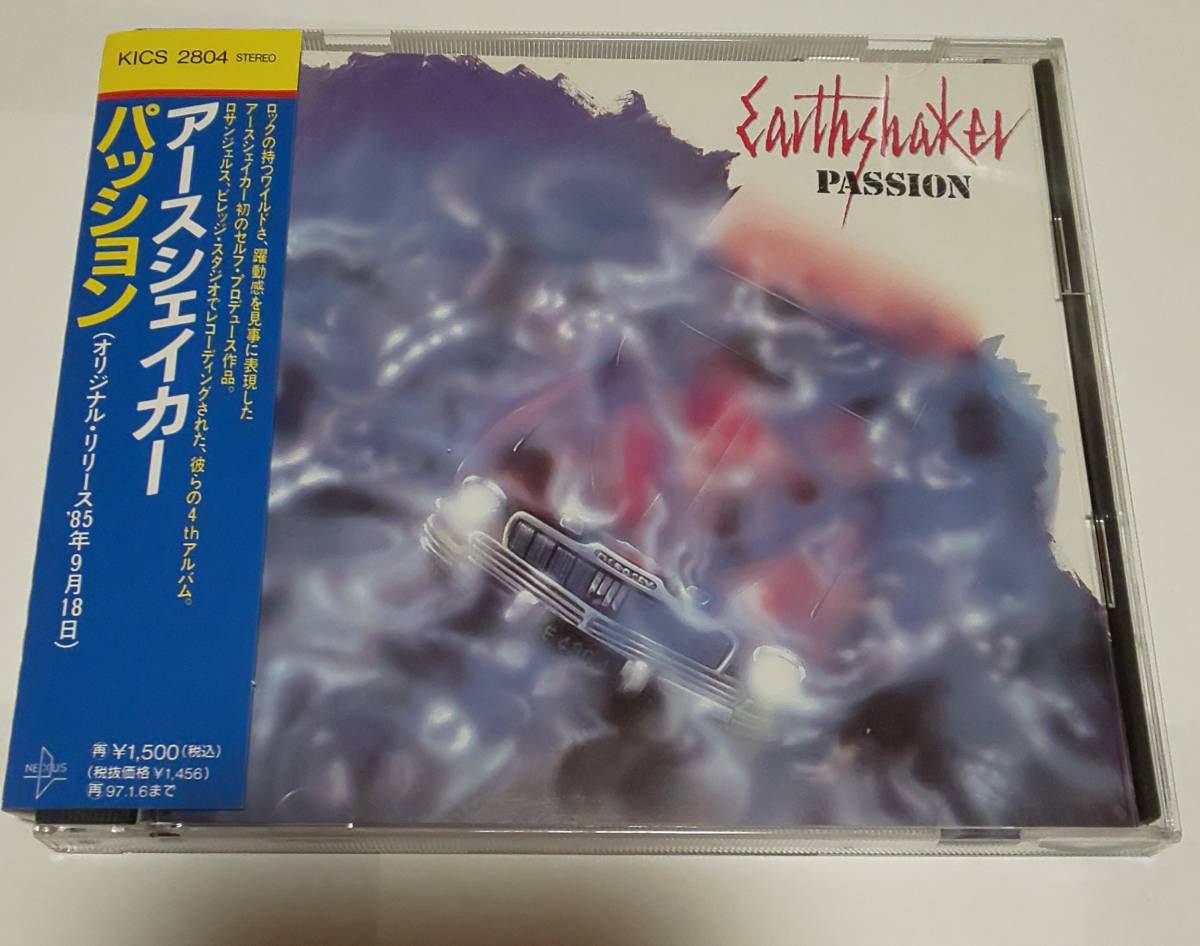 KICS 2804 STEREO
ロックの持つワイルドさ、躍動感を見事に表現した
アースシェイカー初のセルフ・プロデュース作品。
ロサンジェルス、ビレッジ・スタジオでレコーディングされた、彼らの4thアルバム。
アースシェイカー
パッション
(オリジナル・リリース'85年9月18日)
NEXUS
再 ¥1,500(税込)
(税抜価格 ¥1,456)
再 97.1.6まで
Earthshaker
PASSION